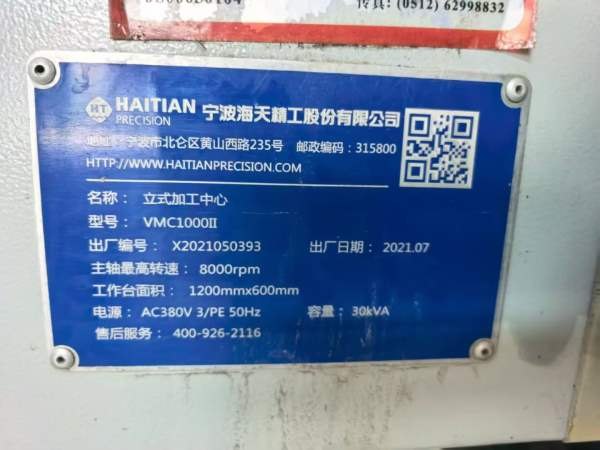 传真: (0512) 62998832
HT HAITIAN PRECISION 宁波海天精工股份有限公司
地址: 宁波市北仑区黄山西路235号 邮政编码: 315800
HTTP://WWW.HAITIANPRECISION.COM
名称: 立式加工中心
型号: VMC1000II
出厂编号: X2021050393 出厂日期: 2021.07
主轴最高转速: 8000rpm
工作台面积: 1200mmx600mm
电源: AC380V 3/PE 50Hz 容量: 30kVA
售后服务: 400-926-2116